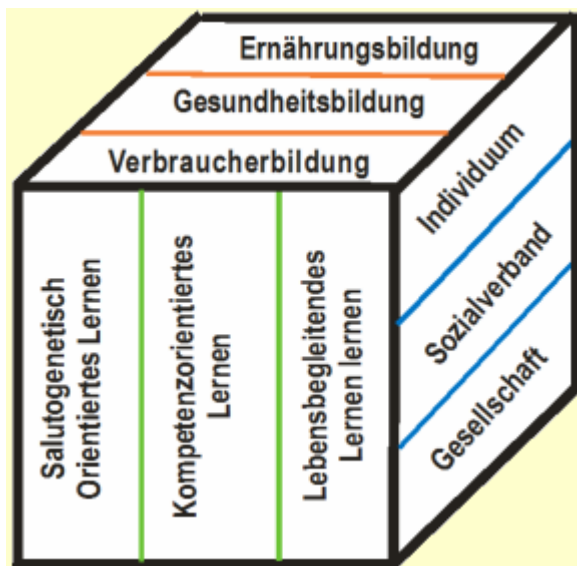 Ernährungsbildung
Gesundheitsbildung
Verbraucherbildung
Salutogenetisch
Orientiertes Lernen
Kompetenzorientiertes
Lernen
Lebensbegleitendes
Lernen lernen
Individuum
Sozialverband
Gesellschaft